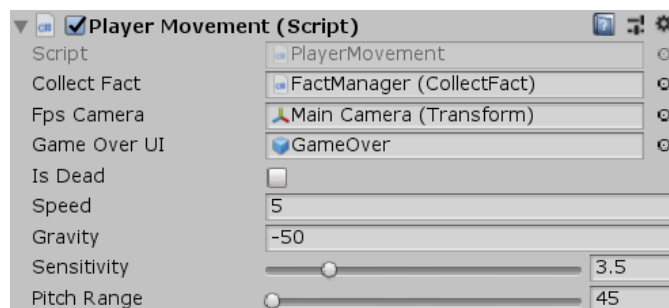 Player Movement (Script)
Script PlayerMovement
Collect Fact FactManager (CollectFact)
Fps Camera Main Camera (Transform)
Game Over UI GameOver
Is Dead
Speed 5
Gravity -50
Sensitivity 3.5
Pitch Range 45